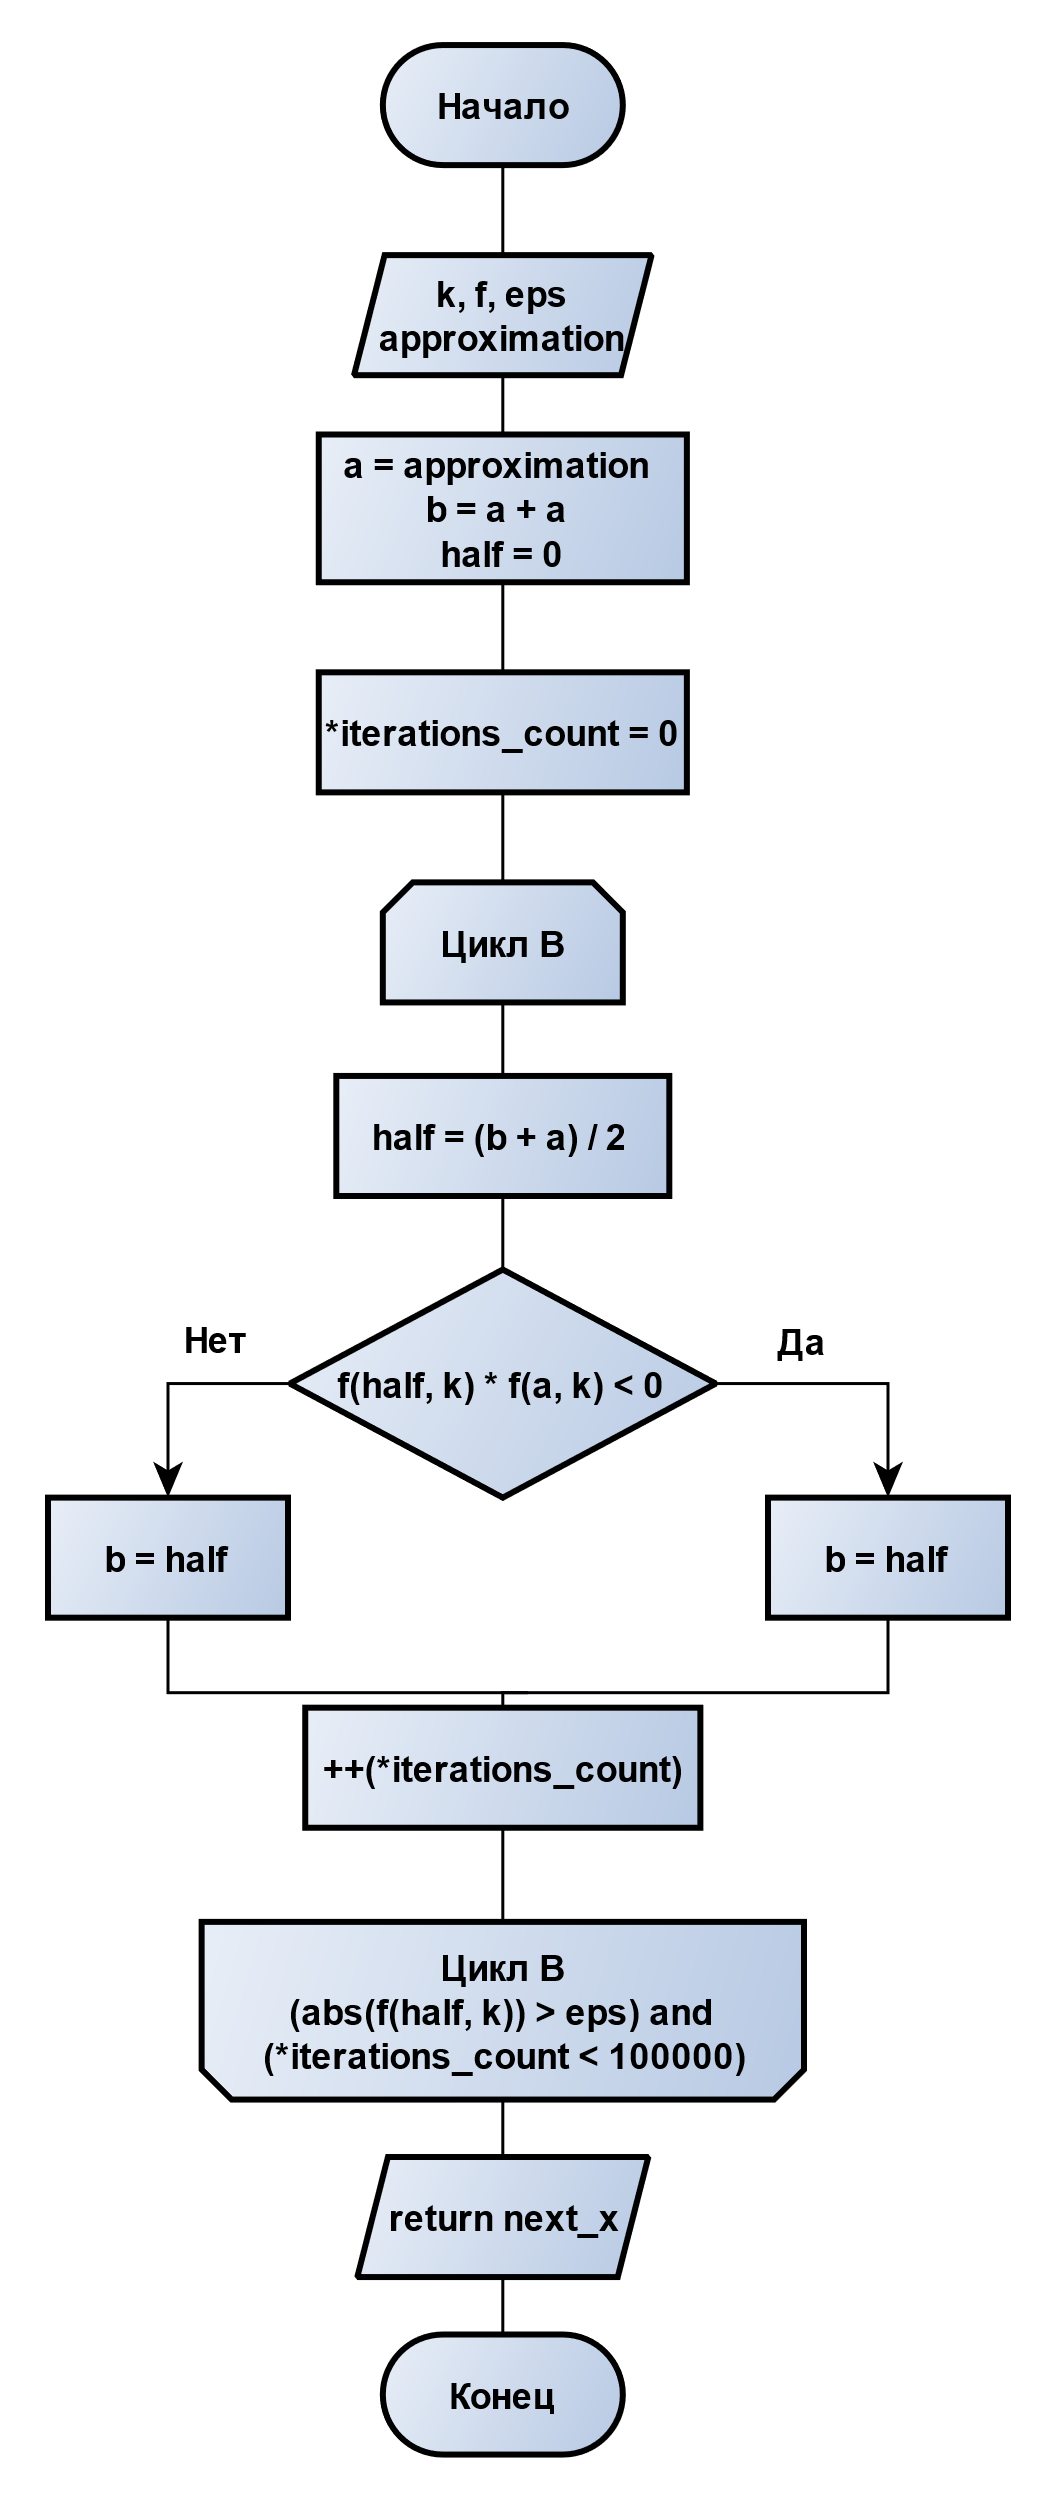 Начало
k, f, eps
approximation
a = approximation
b = a + a
half = 0
*iterations_count = 0
Цикл В
half = (b + a) / 2
Нет
Да
f(half, k) * f(a, k) < 0
b = half
b = half
++(*iterations_count)
Цикл В
(abs(f(half, k)) > eps) and
(*iterations_count < 100000)
return next_x
Конец